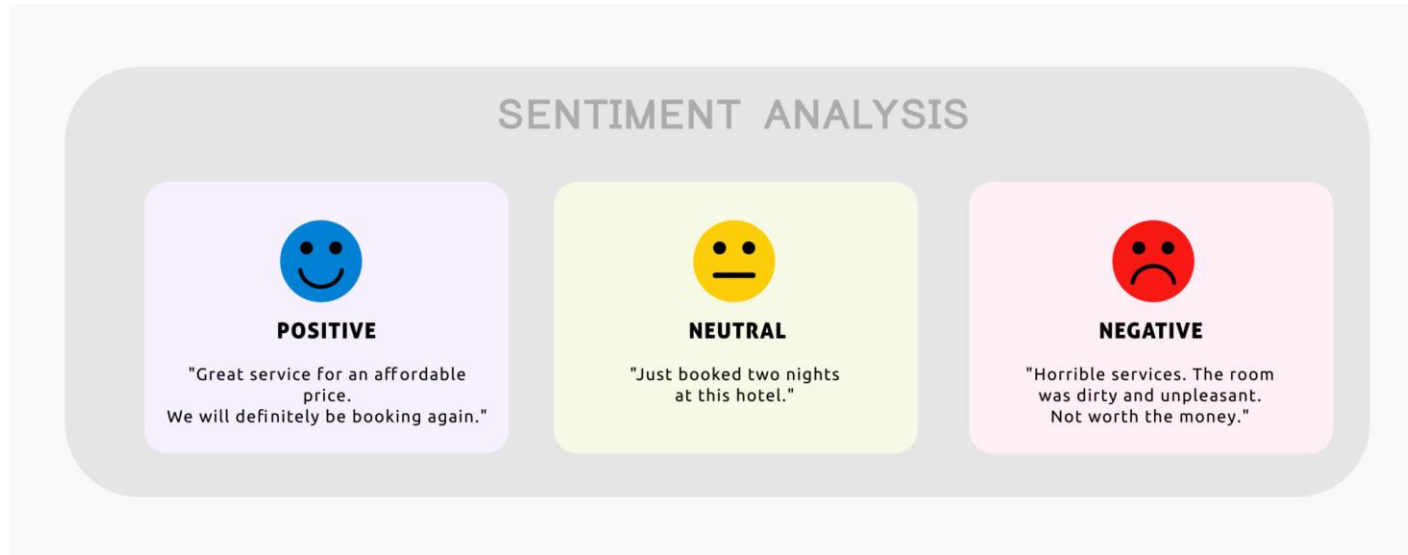 SENTIMENT ANALYSIS
POSITIVE
"Great service for an affordable
price.
We will definitely be booking again."
NEUTRAL
"Just booked two nights
at this hotel."
NEGATIVE
"Horrible services. The room
was dirty and unpleasant.
Not worth the money."